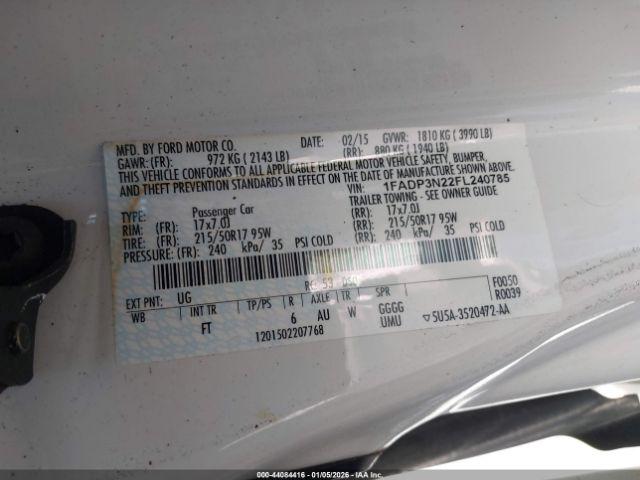 MFD. BY FORD MOTOR CO. DATE: 02/15 GVWR: 1810 KG ( 3990 LB)
GAWR: (FR): 972 KG ( 2143 LB) (RR): 880 KG ( 1940 LB)
THIS VEHICLE CONFORMS TO ALL APPLICABLE FEDERAL MOTOR VEHICLE SAFETY, BUMPER,
THEFT PREVENTION STANDARDS IN EFFECT ON THE DATE OF MANUFACTURE SHOWN ABOVE.
VIN: 1FADP3N22FL240785
TYPE: Passenger Car TRAILER TOWING - SEE OWNER GUIDE
RIM: (FR): 17x7.0J (RR): 17x7.0J
TIRE: (FR): 215/50R17 95W (RR): 215/50R17 95W
PRESSURE: (FR): 240 kPa/ 35 PSI COLD (RR): 240 kPa/ 35 PSI COLD
EXT PNT: UG RC: 53 DSO: F0050
WB INT TR TP/PS R AXLE TR SPR R0039
FT 6 AU W GGGG
UMU
1201502207768 5U5A-3520472-AA
120 - 44084416 - 01/05/2026 - IAA